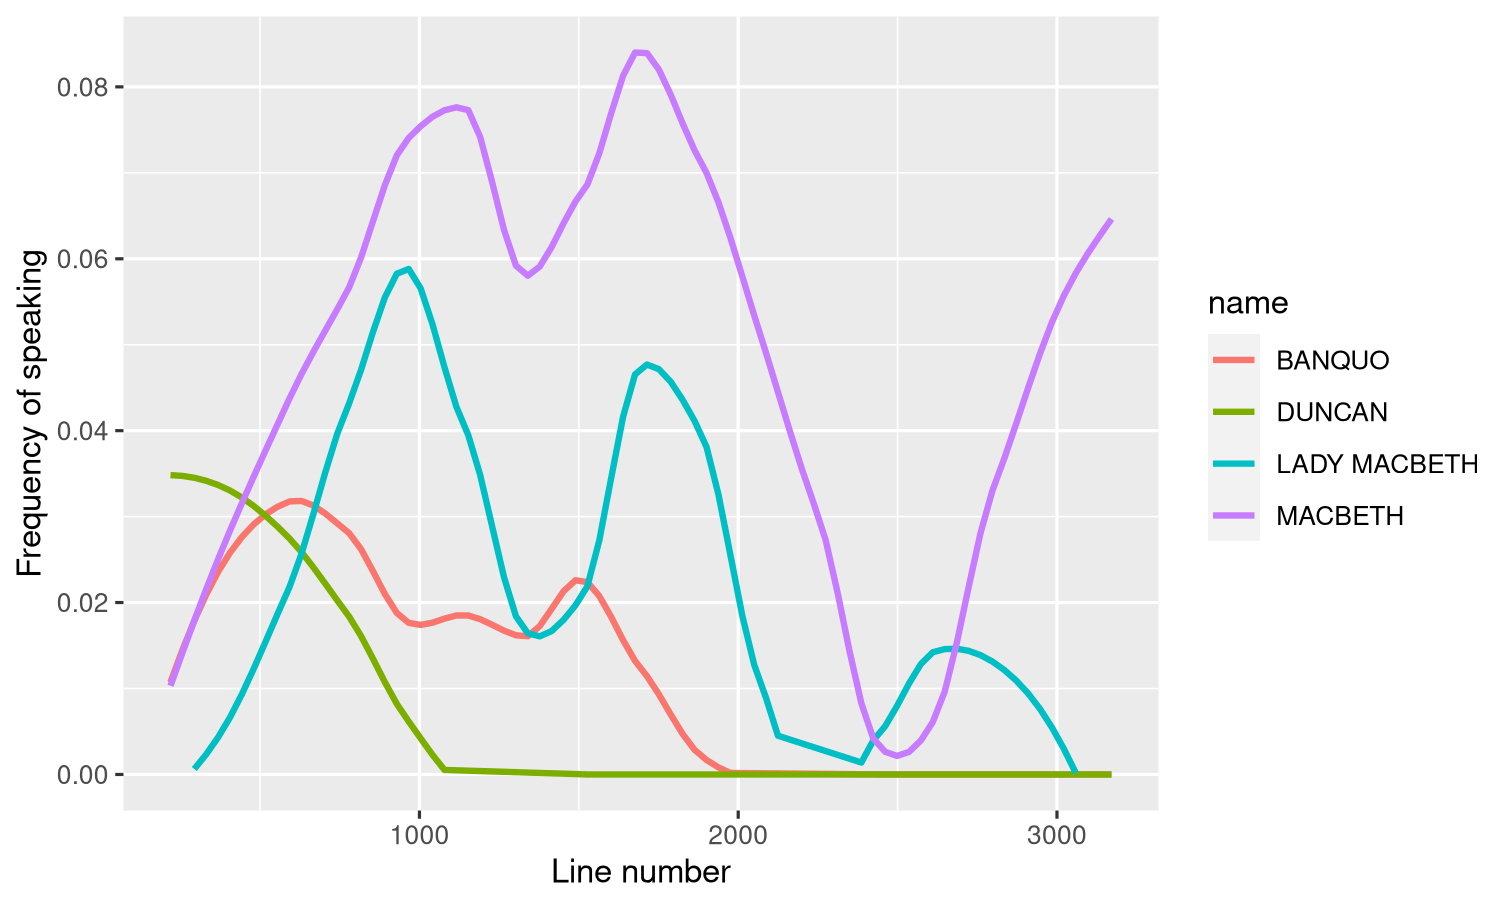 Frequency of speaking
0.08
0.06
0.04
0.02
0.00
1000 2000 3000
Line number
name
BANQUO
DUNCAN
LADY MACBETH
MACBETH